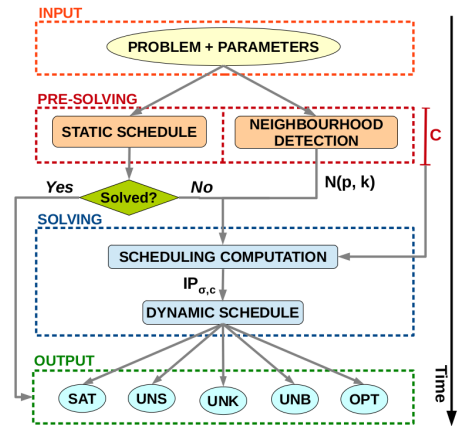 INPUT
PROBLEM + PARAMETERS
PRE-SOLVING
STATIC SCHEDULE
NEIGHBOURHOOD
DETECTION
C
Yes
Solved?
No
N(p, k)
SOLVING
SCHEDULING COMPUTATION
IPσ,c
DYNAMIC SCHEDULE
OUTPUT
SAT
UNS
UNK
UNB
OPT
Time